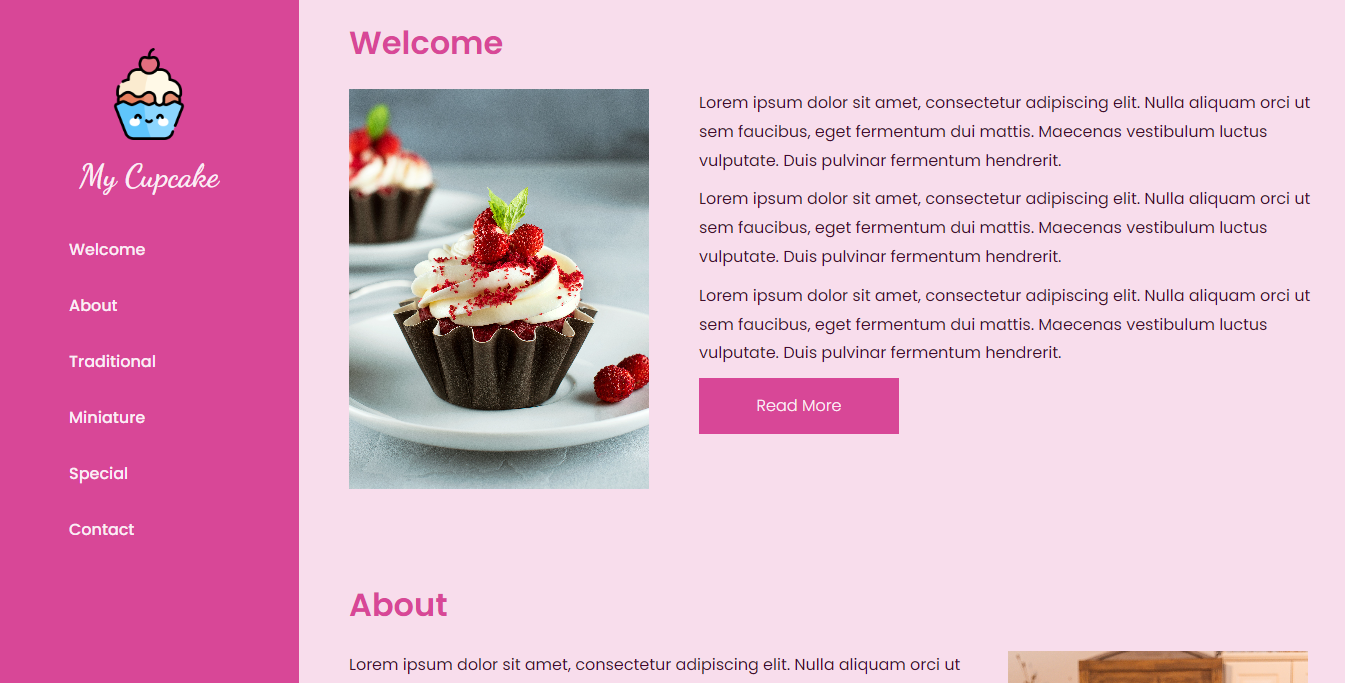 My Cupcake
Welcome
About
Traditional
Miniature
Special
Contact
Welcome
Lorem ipsum dolor sit amet, consectetur adipiscing elit. Nulla aliquam orci ut
sem faucibus, eget fermentum dui mattis. Maecenas vestibulum luctus
vulputate. Duis pulvinar fermentum hendrerit.
Lorem ipsum dolor sit amet, consectetur adipiscing elit. Nulla aliquam orci ut
sem faucibus, eget fermentum dui mattis. Maecenas vestibulum luctus
vulputate. Duis pulvinar fermentum hendrerit.
Lorem ipsum dolor sit amet, consectetur adipiscing elit. Nulla aliquam orci ut
sem faucibus, eget fermentum dui mattis. Maecenas vestibulum luctus
vulputate. Duis pulvinar fermentum hendrerit.
Read More
About
Lorem ipsum dolor sit amet, consectetur adipiscing elit. Nulla aliquam orci ut